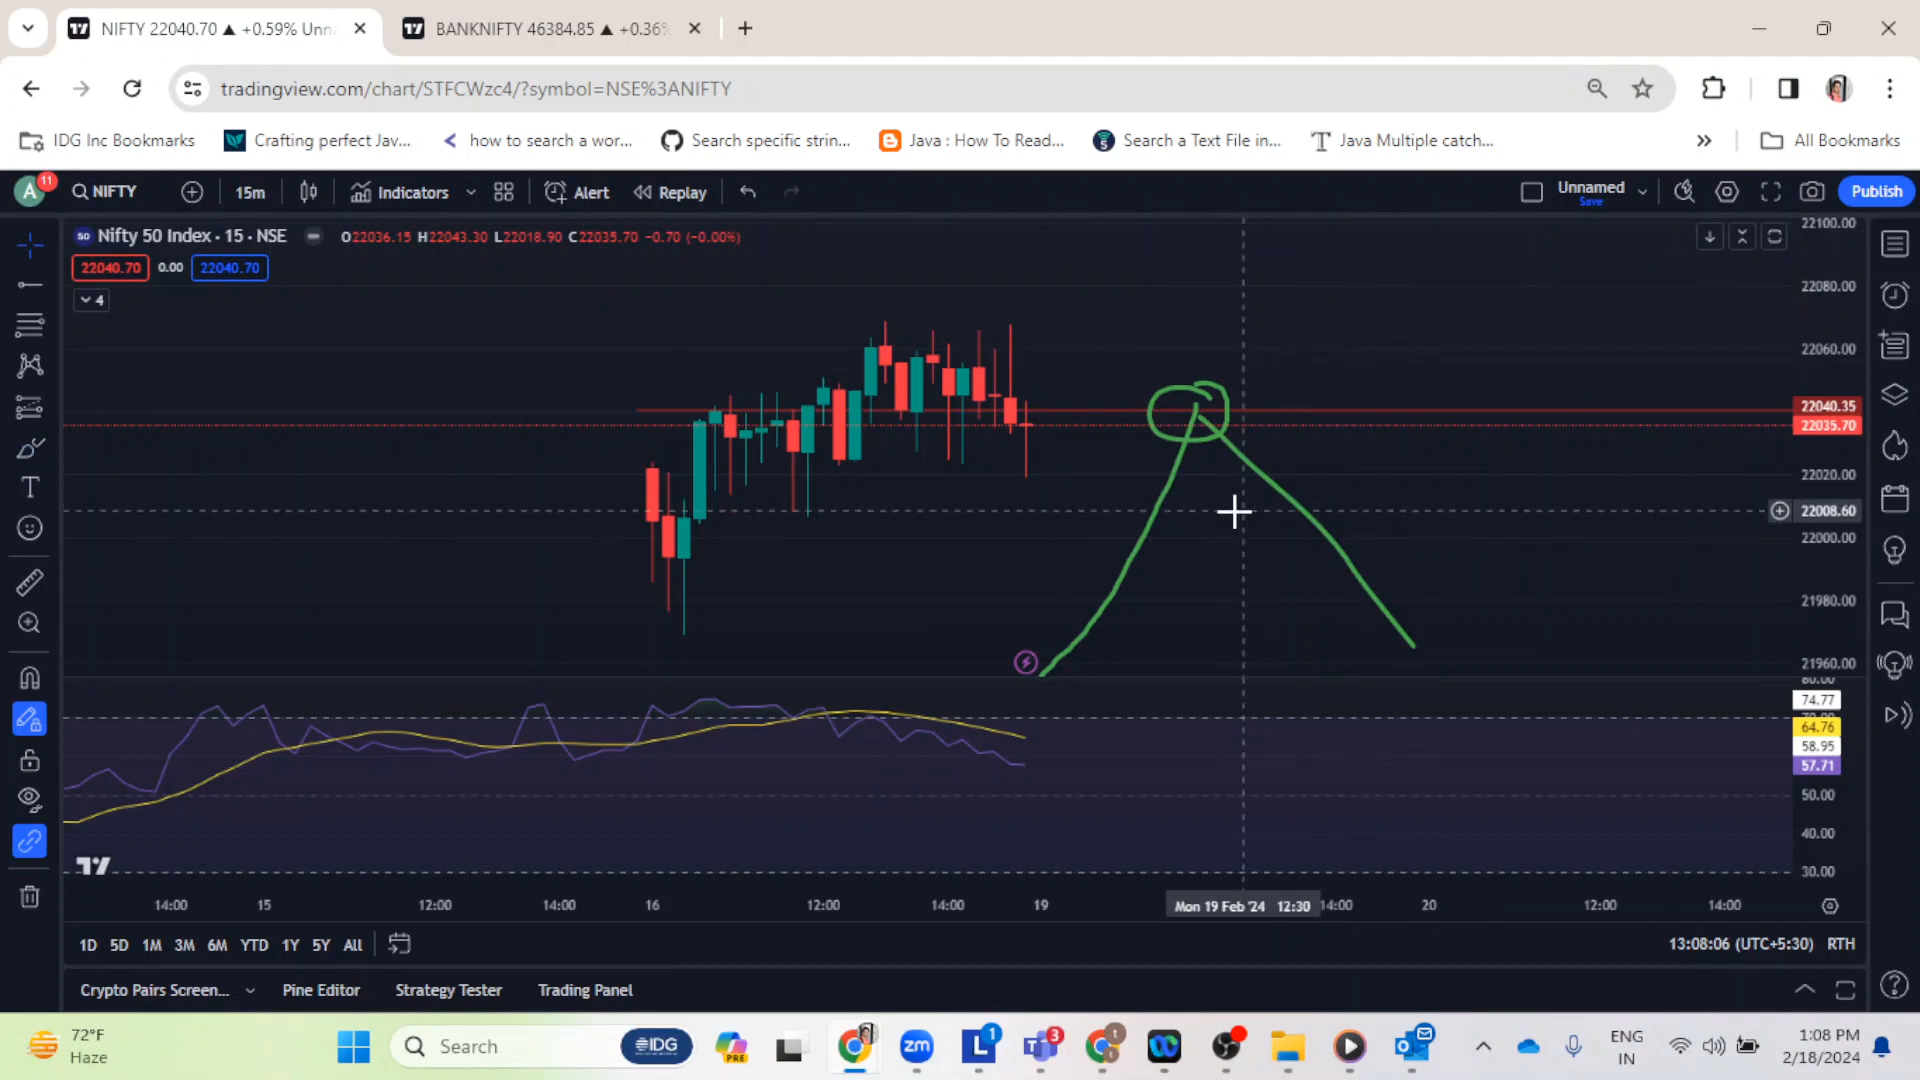 NIFTY 22040.70 ▲ +0.59% Unn
BANKNIFTY 46384.85 ▲ +0.36%
tradingview.com/chart/STFCWzc4/?symbol=NSE%3ANIFTY
IDG Inc Bookmarks
Crafting perfect Jav...
how to search a wor...
Search specific strin...
Java : How To Read...
Search a Text File in...
Java Multiple catch...
»
All Bookmarks
A 11
NIFTY
15m
Indicators
Alert
Replay
Unnamed
Save
Publish
50 Nifty 50 Index · 15 · NSE
O22036.15 H22043.30 L22018.90 C22035.70 −0.70 (−0.00%)
22040.70 0.00 22040.70
4
22100.00
22080.00
22060.00
22040.35
22035.70
22020.00
22008.60
22000.00
21980.00
21960.00
80.00
74.77
64.76
58.95
57.71
50.00
40.00
30.00
14:00 15 12:00 14:00 16 12:00 14:00 19 Mon 19 Feb '24 12:30 14:00 20 12:00 14:00
1D 5D 1M 3M 6M YTD 1Y 5Y All
13:08:06 (UTC+5:30) RTH
Crypto Pairs Screen...
Pine Editor
Strategy Tester
Trading Panel
72°F
Haze
Search
IDG
PRE
zm
L 1
3
t
ENG
IN
1:08 PM
2/18/2024